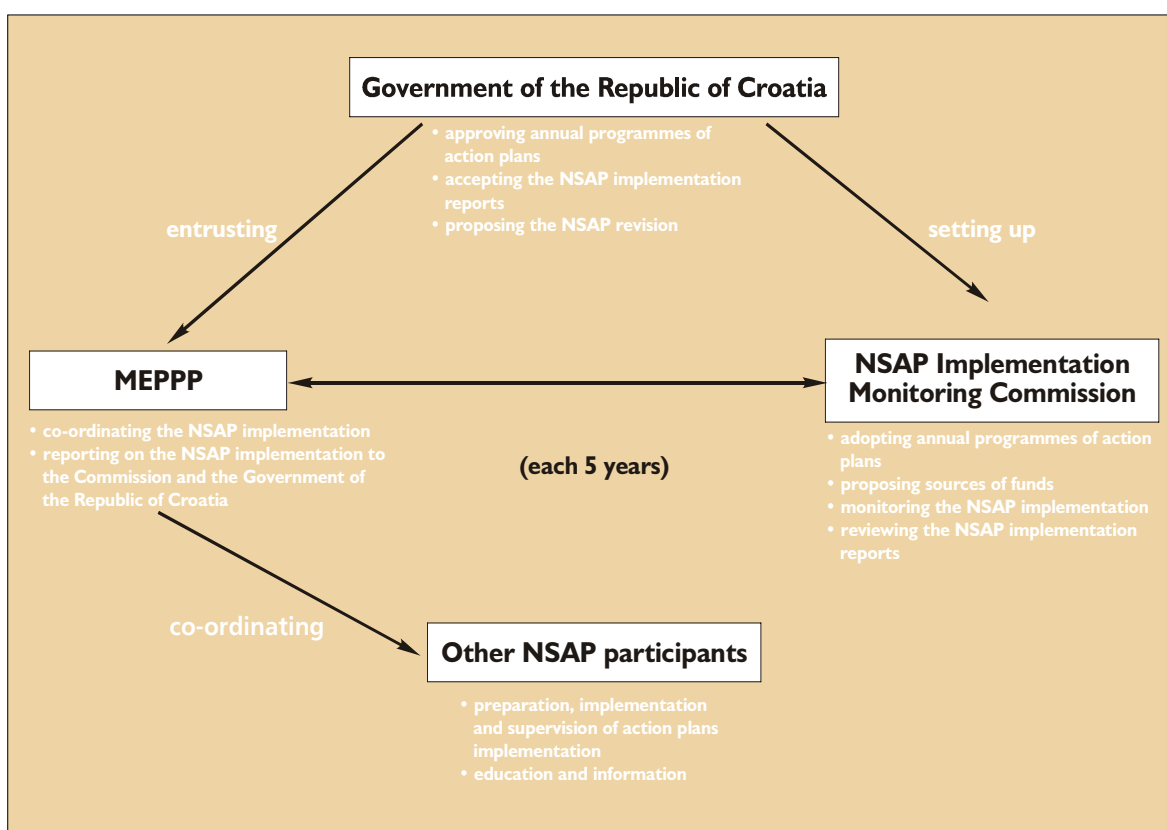 Government of the Republic of Croatia
• approving annual programmes of
action plans
• accepting the NSAP implementation
reports
• proposing the NSAP revision
entrusting
setting up
MEPPP
NSAP Implementation
Monitoring Commission
• co-ordinating the NSAP implementation
• reporting on the NSAP implementation to
the Commission and the Government of
the Republic of Croatia
(each 5 years)
• adopting annual programmes of action
plans
• proposing sources of funds
• monitoring the NSAP implementation
• reviewing the NSAP implementation
reports
co-ordinating
Other NSAP participants
• preparation, implementation
and supervision of action plans
implementation
• education and information